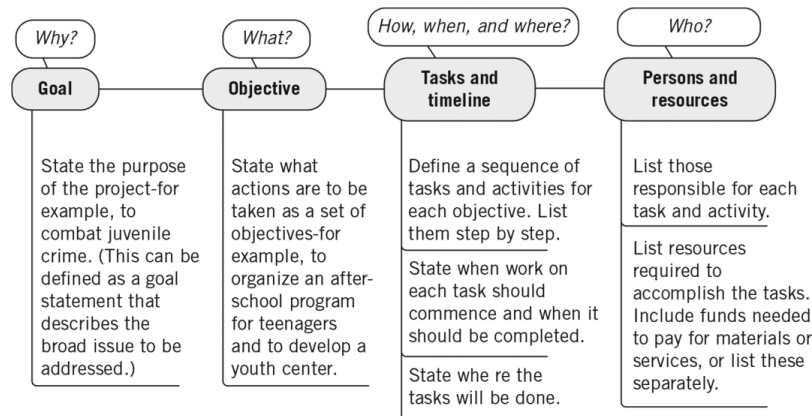 Why?
What?
How, when, and where?
Who?
Goal
Objective
Tasks and
timeline
Persons and
resources
State the purpose
of the project-for
example, to
combat juvenile
crime. (This can be
defined as a goal
statement that
describes the
broad issue to be
addressed.)
State what
actions are to be
taken as a set of
objectives-for
example, to
organize an after-
school program
for teenagers
and to develop a
youth center.
Define a sequence of
tasks and activities for
each objective. List
them step by step.
State when work on
each task should
commence and when it
should be completed.
State whe re the
tasks will be done.
List those
responsible for each
task and activity.
List resources
required to
accomplish the tasks.
Include funds needed
to pay for materials or
services, or list these
separately.